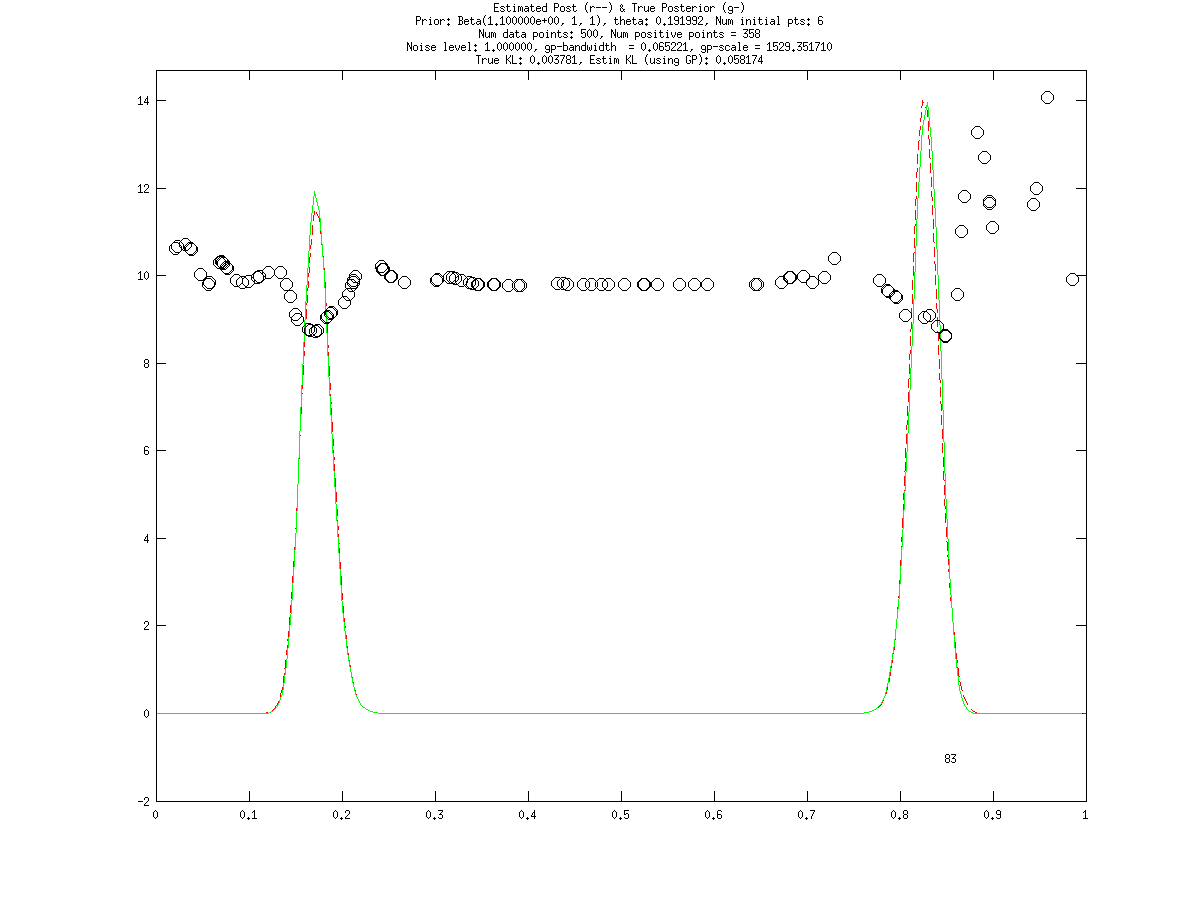 Estimated Post (r--) & True Posterior (g-)
Prior: Beta(1.100000e+00, 1, 1), theta: 0.191992, Num initial pts: 6
Num data points: 500, Num positive points = 358
Noise level: 1.000000, gp-bandwidth  = 0.065221, gp-scale = 1529.351710
True KL: 0.003781, Estim KL (using GP): 0.058174
14
12
10
8
6
4
2
0
83
-2
0 0.1 0.2 0.3 0.4 0.5 0.6 0.7 0.8 0.9 1